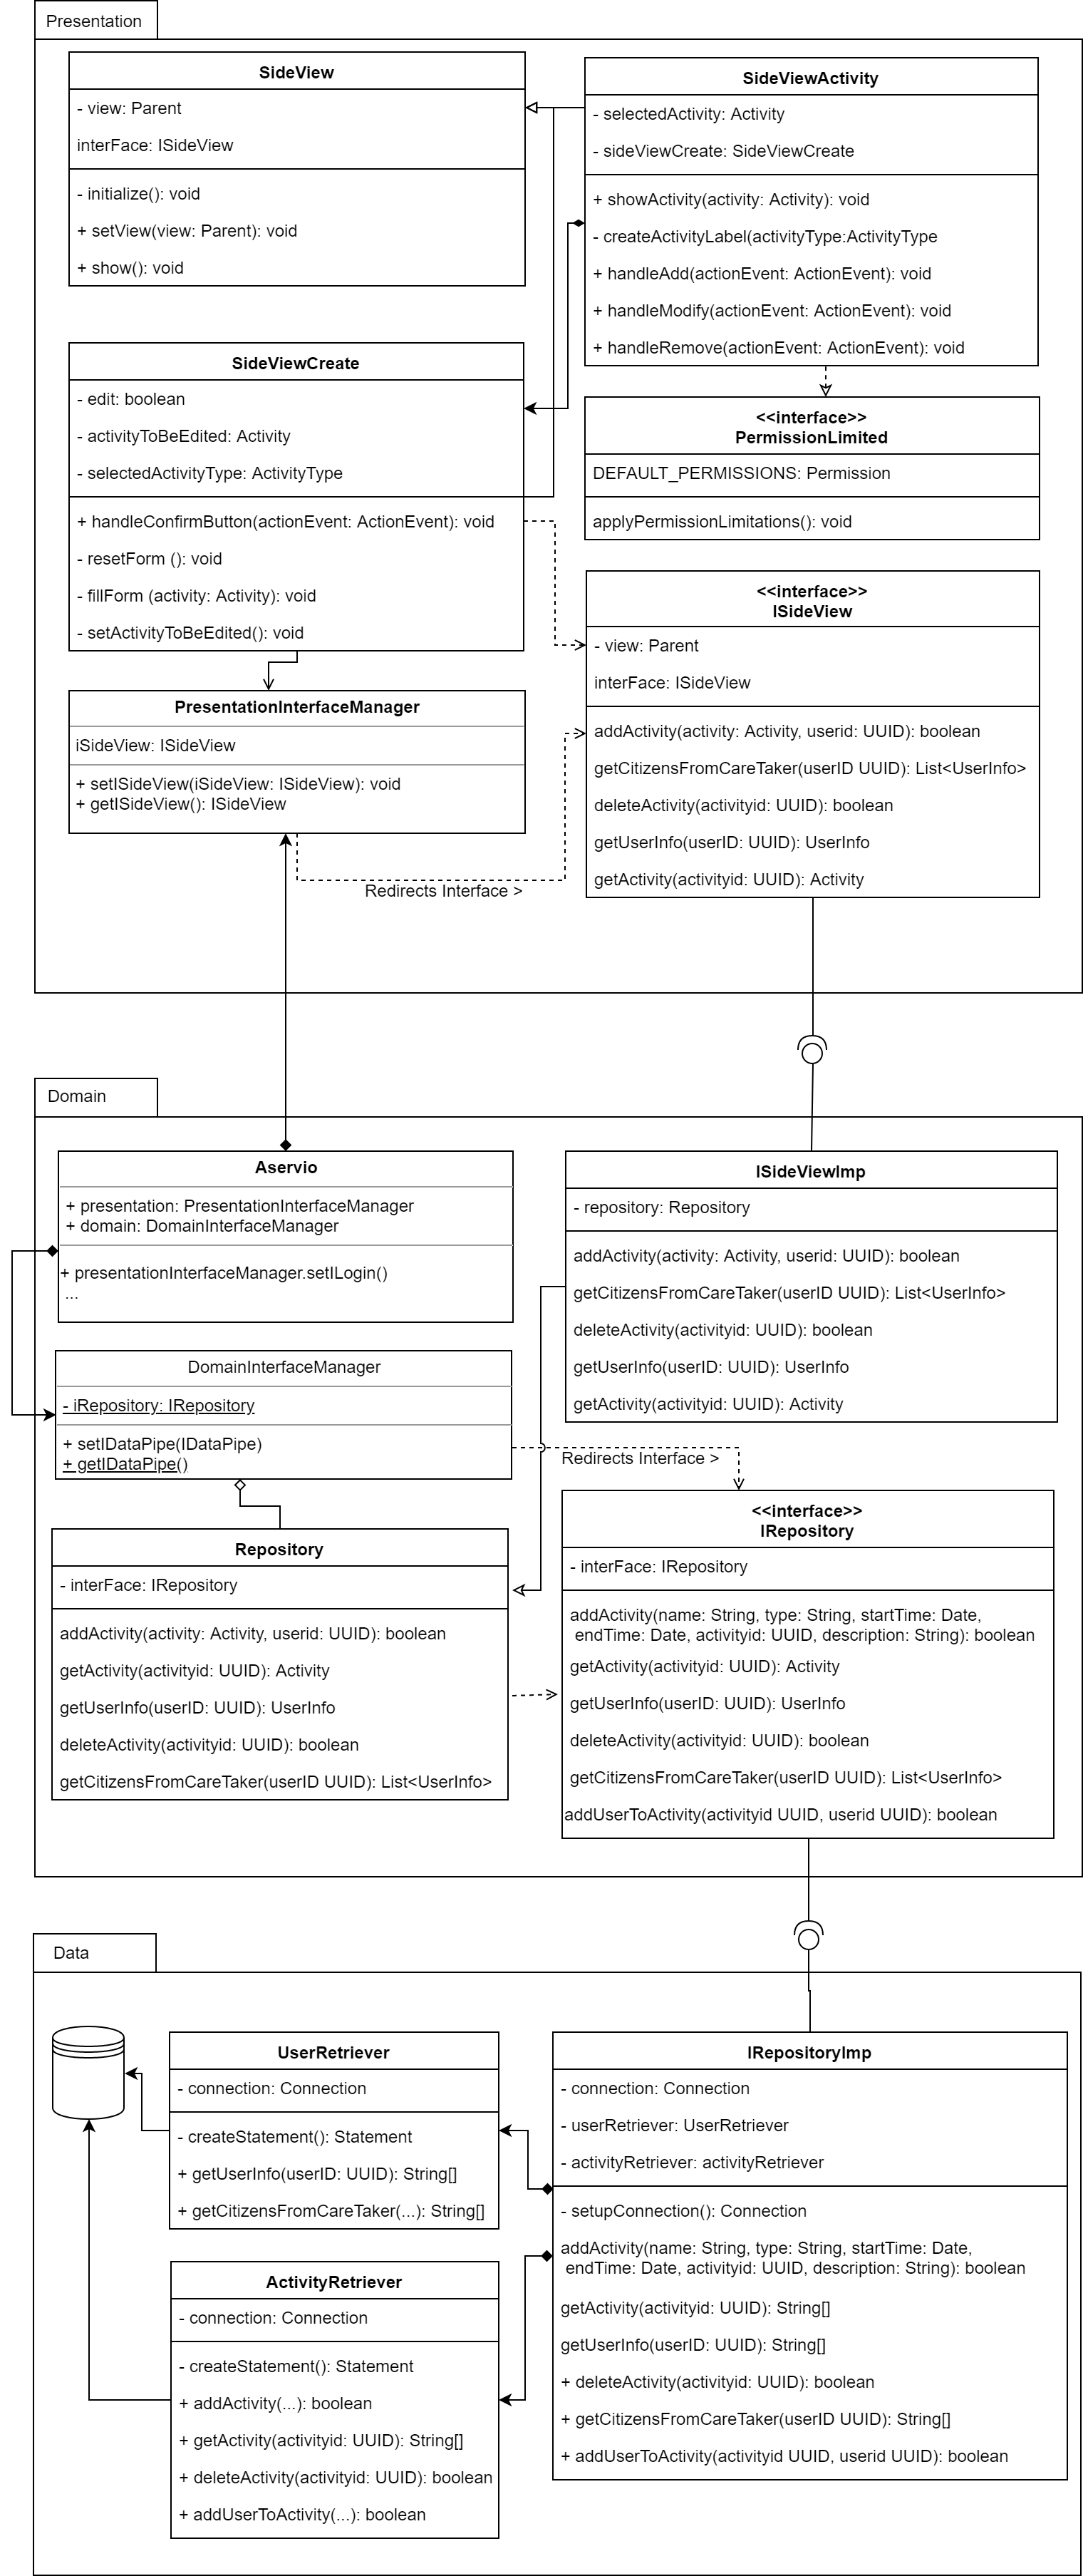 Presentation
SideView
- view: Parent
interFace: ISideView
- initialize(): void
+ setView(view: Parent): void
+ show(): void
SideViewActivity
- selectedActivity: Activity
- sideViewCreate: SideViewCreate
+ showActivity(activity: Activity): void
- createActivityLabel(activityType:ActivityType
+ handleAdd(actionEvent: ActionEvent): void
+ handleModify(actionEvent: ActionEvent): void
+ handleRemove(actionEvent: ActionEvent): void
SideViewCreate
- edit: boolean
- activityToBeEdited: Activity
- selectedActivityType: ActivityType
+ handleConfirmButton(actionEvent: ActionEvent): void
- resetForm (): void
- fillForm (activity: Activity): void
- setActivityToBeEdited(): void
<<interface>>
PermissionLimited
DEFAULT_PERMISSIONS: Permission
applyPermissionLimitations(): void
<<interface>>
ISideView
- view: Parent
interFace: ISideView
addActivity(activity: Activity, userid: UUID): boolean
getCitizensFromCareTaker(userID UUID): List<UserInfo>
deleteActivity(activityid: UUID): boolean
getUserInfo(userID: UUID): UserInfo
getActivity(activityid: UUID): Activity
PresentationInterfaceManager
iSideView: ISideView
+ setISideView(iSideView: ISideView): void
+ getISideView(): ISideView
Redirects Interface >
Domain
Aservio
+ presentation: PresentationInterfaceManager
+ domain: DomainInterfaceManager
+ presentationInterfaceManager.setILogin()
...
ISideViewImp
- repository: Repository
addActivity(activity: Activity, userid: UUID): boolean
getCitizensFromCareTaker(userID UUID): List<UserInfo>
deleteActivity(activityid: UUID): boolean
getUserInfo(userID: UUID): UserInfo
getActivity(activityid: UUID): Activity
DomainInterfaceManager
- iRepository: IRepository
+ setIDataPipe(IDataPipe)
+ getIDataPipe()
Redirects Interface >
Repository
- interFace: IRepository
addActivity(activity: Activity, userid: UUID): boolean
getActivity(activityid: UUID): Activity
getUserInfo(userID: UUID): UserInfo
deleteActivity(activityid: UUID): boolean
getCitizensFromCareTaker(userID UUID): List<UserInfo>
<<interface>>
IRepository
- interFace: IRepository
addActivity(name: String, type: String, startTime: Date,
endTime: Date, activityid: UUID, description: String): boolean
getActivity(activityid: UUID): Activity
getUserInfo(userID: UUID): UserInfo
deleteActivity(activityid: UUID): boolean
getCitizensFromCareTaker(userID UUID): List<UserInfo>
addUserToActivity(activityid UUID, userid UUID): boolean
Data
UserRetriever
- connection: Connection
- createStatement(): Statement
+ getUserInfo(userID: UUID): String[]
+ getCitizensFromCareTaker(...): String[]
IRepositoryImp
- connection: Connection
- userRetriever: UserRetriever
- activityRetriever: activityRetriever
- setupConnection(): Connection
addActivity(name: String, type: String, startTime: Date,
endTime: Date, activityid: UUID, description: String): boolean
getActivity(activityid: UUID): String[]
getUserInfo(userID: UUID): String[]
+ deleteActivity(activityid: UUID): boolean
+ getCitizensFromCareTaker(userID UUID): String[]
+ addUserToActivity(activityid UUID, userid UUID): boolean
ActivityRetriever
- connection: Connection
- createStatement(): Statement
+ addActivity(...): boolean
+ getActivity(activityid: UUID): String[]
+ deleteActivity(activityid: UUID): boolean
+ addUserToActivity(...): boolean